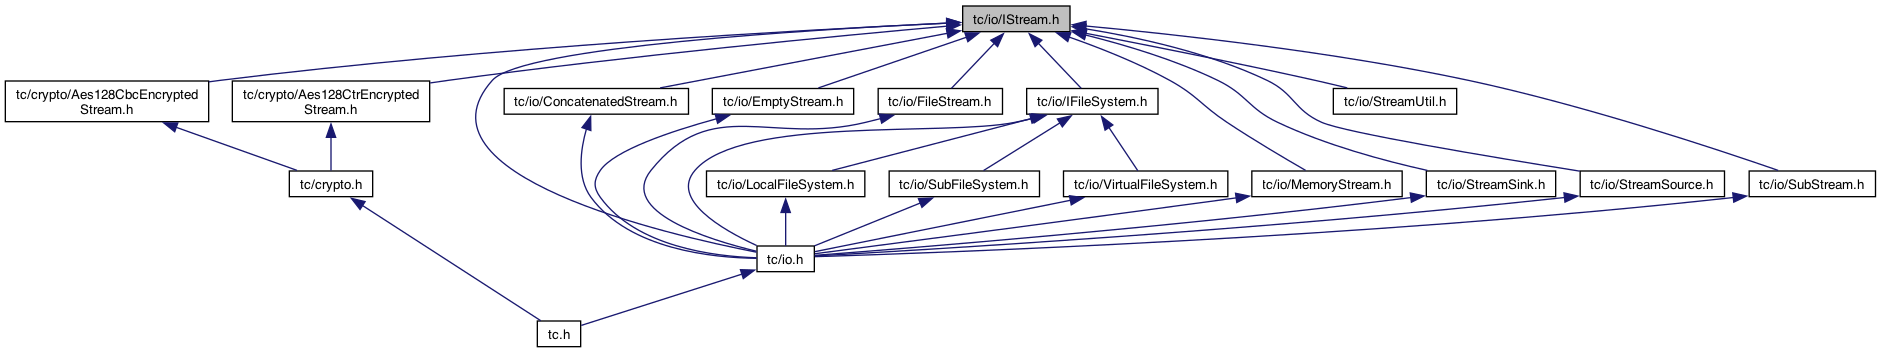 tc/io/IStream.h
tc/crypto/Aes128CbcEncrypted
Stream.h
tc/crypto/Aes128CtrEncrypted
Stream.h
tc/io/ConcatenatedStream.h
tc/io/EmptyStream.h
tc/io/FileStream.h
tc/io/IFileSystem.h
tc/io/StreamUtil.h
tc/crypto.h
tc/io/LocalFileSystem.h
tc/io/SubFileSystem.h
tc/io/VirtualFileSystem.h
tc/io/MemoryStream.h
tc/io/StreamSink.h
tc/io/StreamSource.h
tc/io/SubStream.h
tc/io.h
tc.h